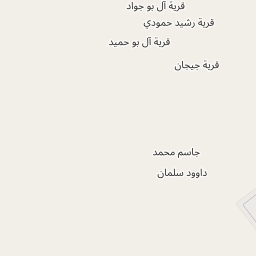 قرية آل بو جواد
قرية رشيد حمودي
قرية آل بو حميد
قرية جيجان
جاسم محمد
داوود سلمان